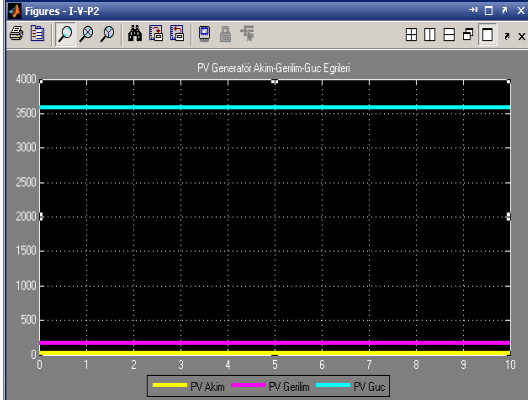 Figures - I-V-P2
PV Generatör Akim-Gerilim-Guc Egrileri
4000
3500
3000
2500
2000
1500
1000
500
0
0 1 2 3 4 5 6 7 8 9 10
PV Akim PV Gerilim PV Guc